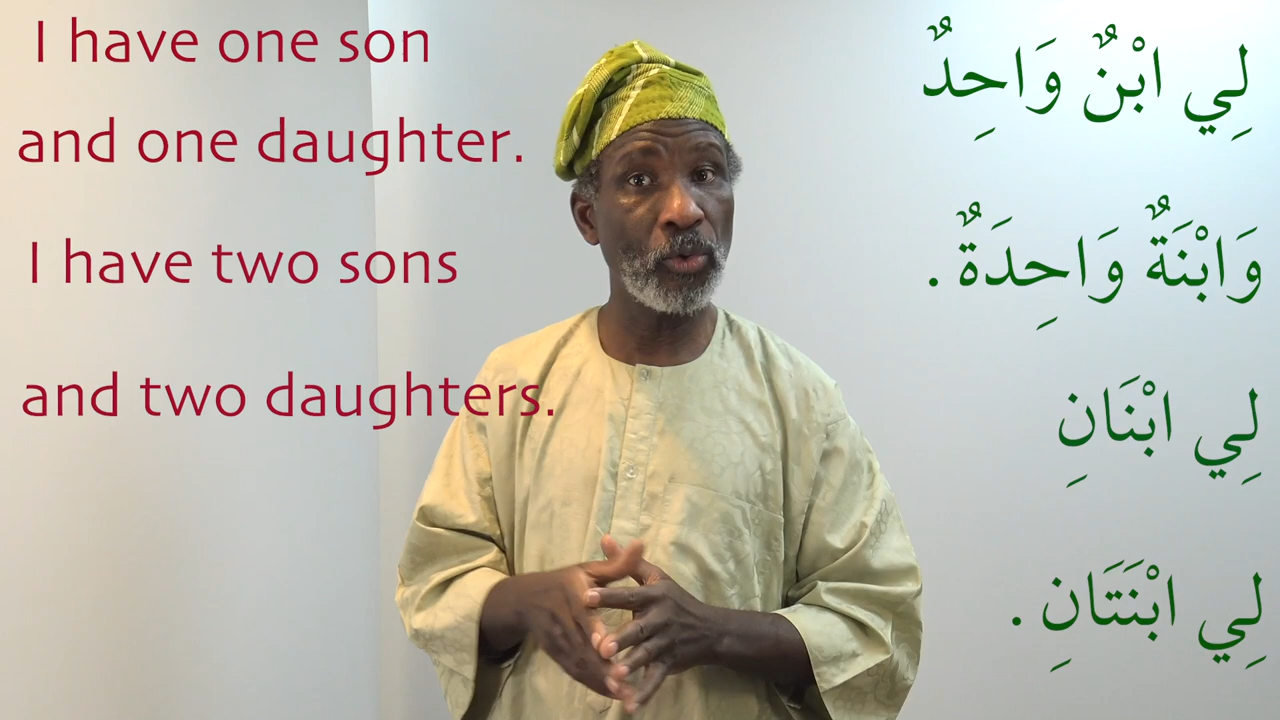 I have one son
and one daughter.
I have two sons
and two daughters.
لِي ابْنٌ وَاحِدٌ
وَابْنَةٌ وَاحِدَةٌ .
لِي ابْنَانِ
لِي ابْنَتَانِ .